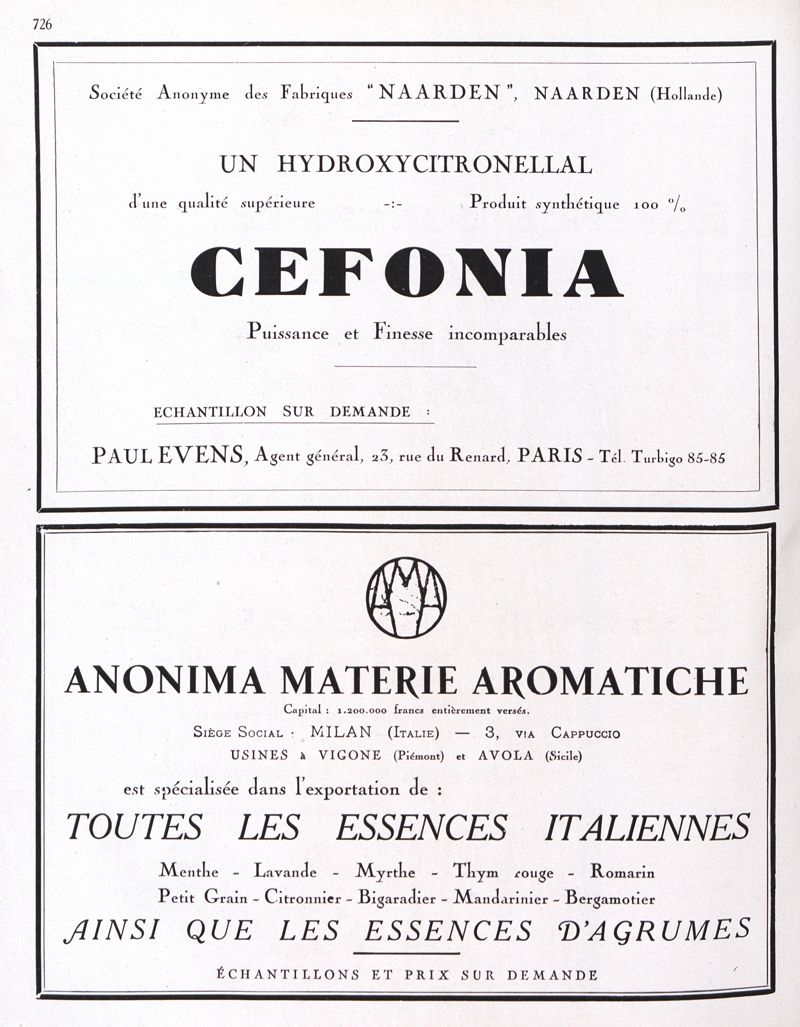 726
Société Anonyme des Fabriques “NAARDEN”, NAARDEN (Hollande)
UN HYDROXYCITRONELLAL
d'une qualité supérieure -:- Produit synthétique 100 %
CEFONIA
Puissance et Finesse incomparables
ECHANTILLON SUR DEMANDE :
PAUL EVENS, Agent général, 23, rue du Renard, PARIS - Tél. Turbigo 85-85
ANONIMA MATERIE AROMATICHE
Capital : 1.200.000 francs entièrement versés.
SIÈGE SOCIAL : MILAN (ITALIE) — 3, VIA CAPPUCCIO
USINES à VIGONE (Piémont) et AVOLA (Sicile)
est spécialisée dans l'exportation de :
TOUTES LES ESSENCES ITALIENNES
Menthe - Lavande - Myrthe - Thym rouge - Romarin
Petit Grain - Citronnier - Bigaradier - Mandarinier - Bergamotier
AINSI QUE LES ESSENCES D'AGRUMES
ÉCHANTILLONS ET PRIX SUR DEMANDE